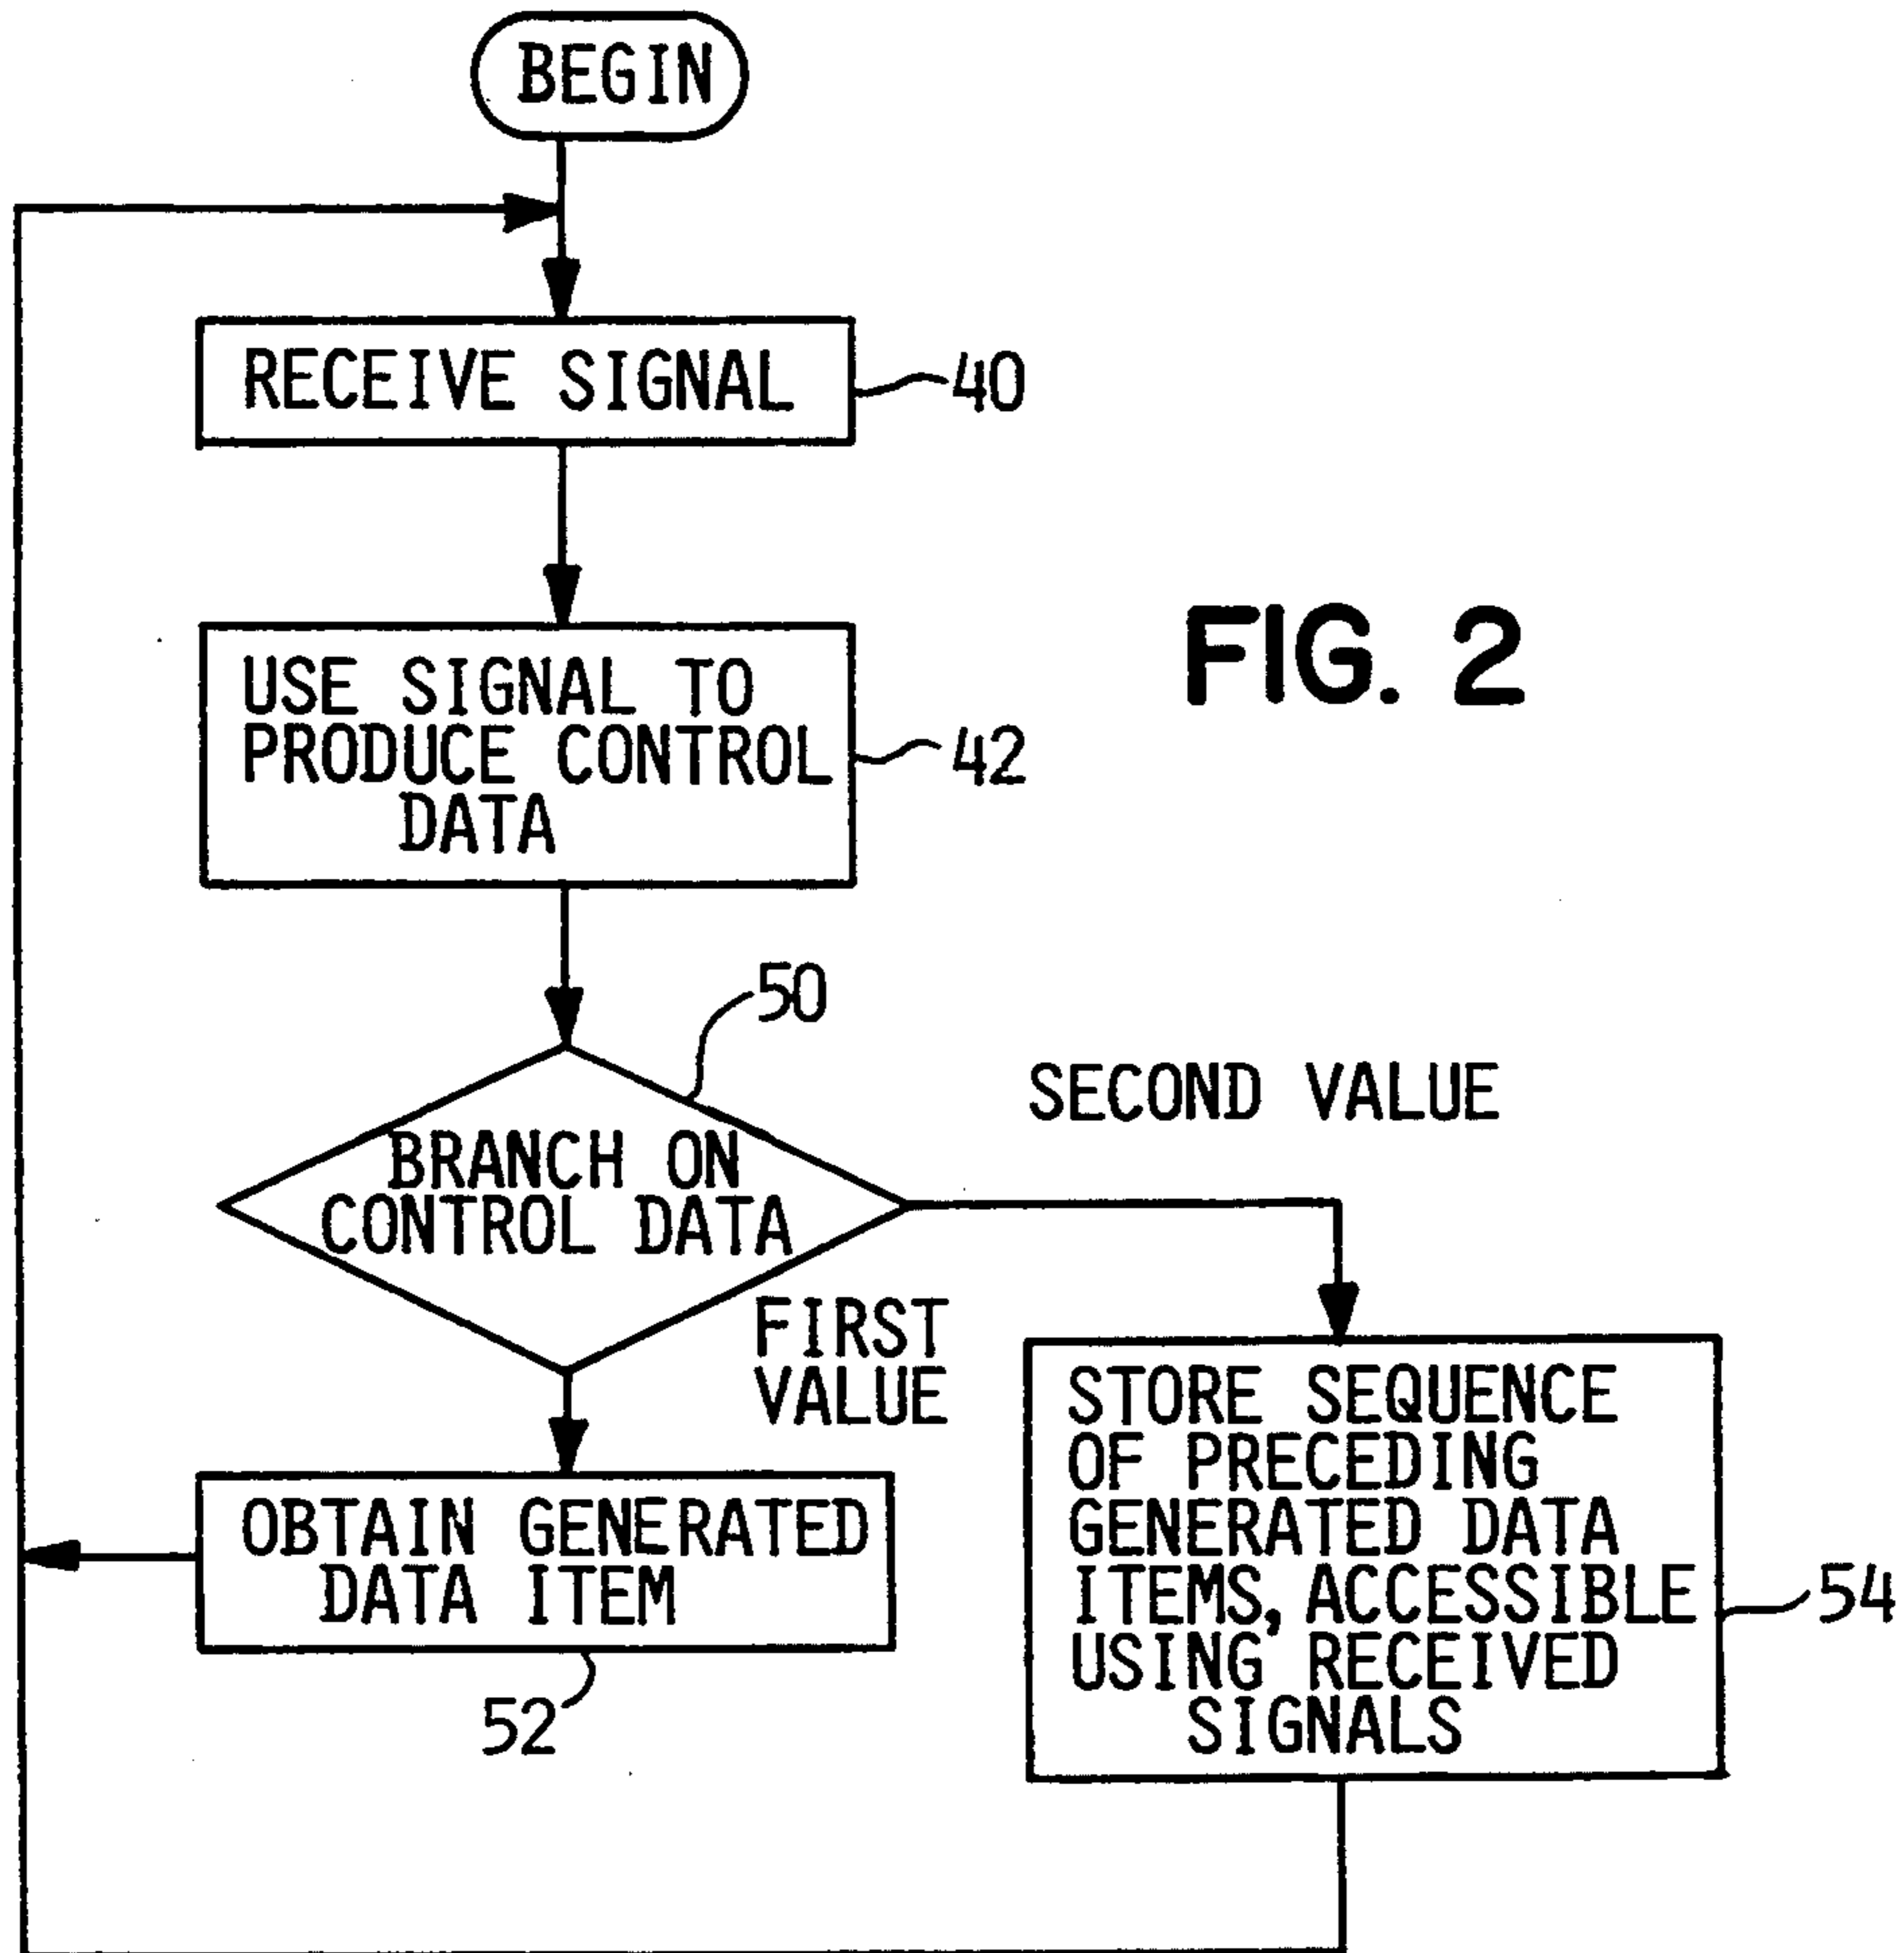 BEGIN
RECEIVE SIGNAL
40
USE SIGNAL TO
PRODUCE CONTROL
DATA
42
FIG. 2
50
BRANCH ON
CONTROL DATA
SECOND VALUE
FIRST
VALUE
OBTAIN GENERATED
DATA ITEM
52
STORE SEQUENCE
OF PRECEDING
GENERATED DATA
ITEMS, ACCESSIBLE
USING RECEIVED
SIGNALS
54